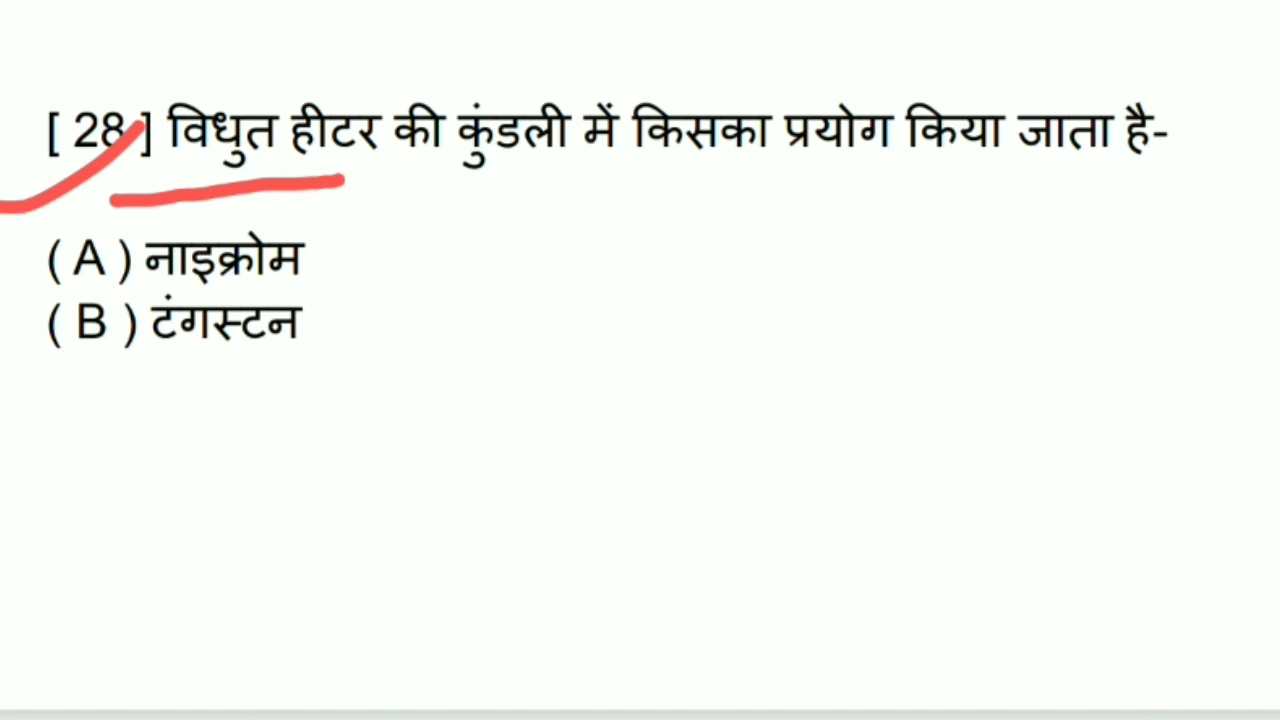 [ 28 ] विधुत हीटर की कुंडली में किसका प्रयोग किया जाता है-
( A ) नाइक्रोम
( B ) टंगस्टन